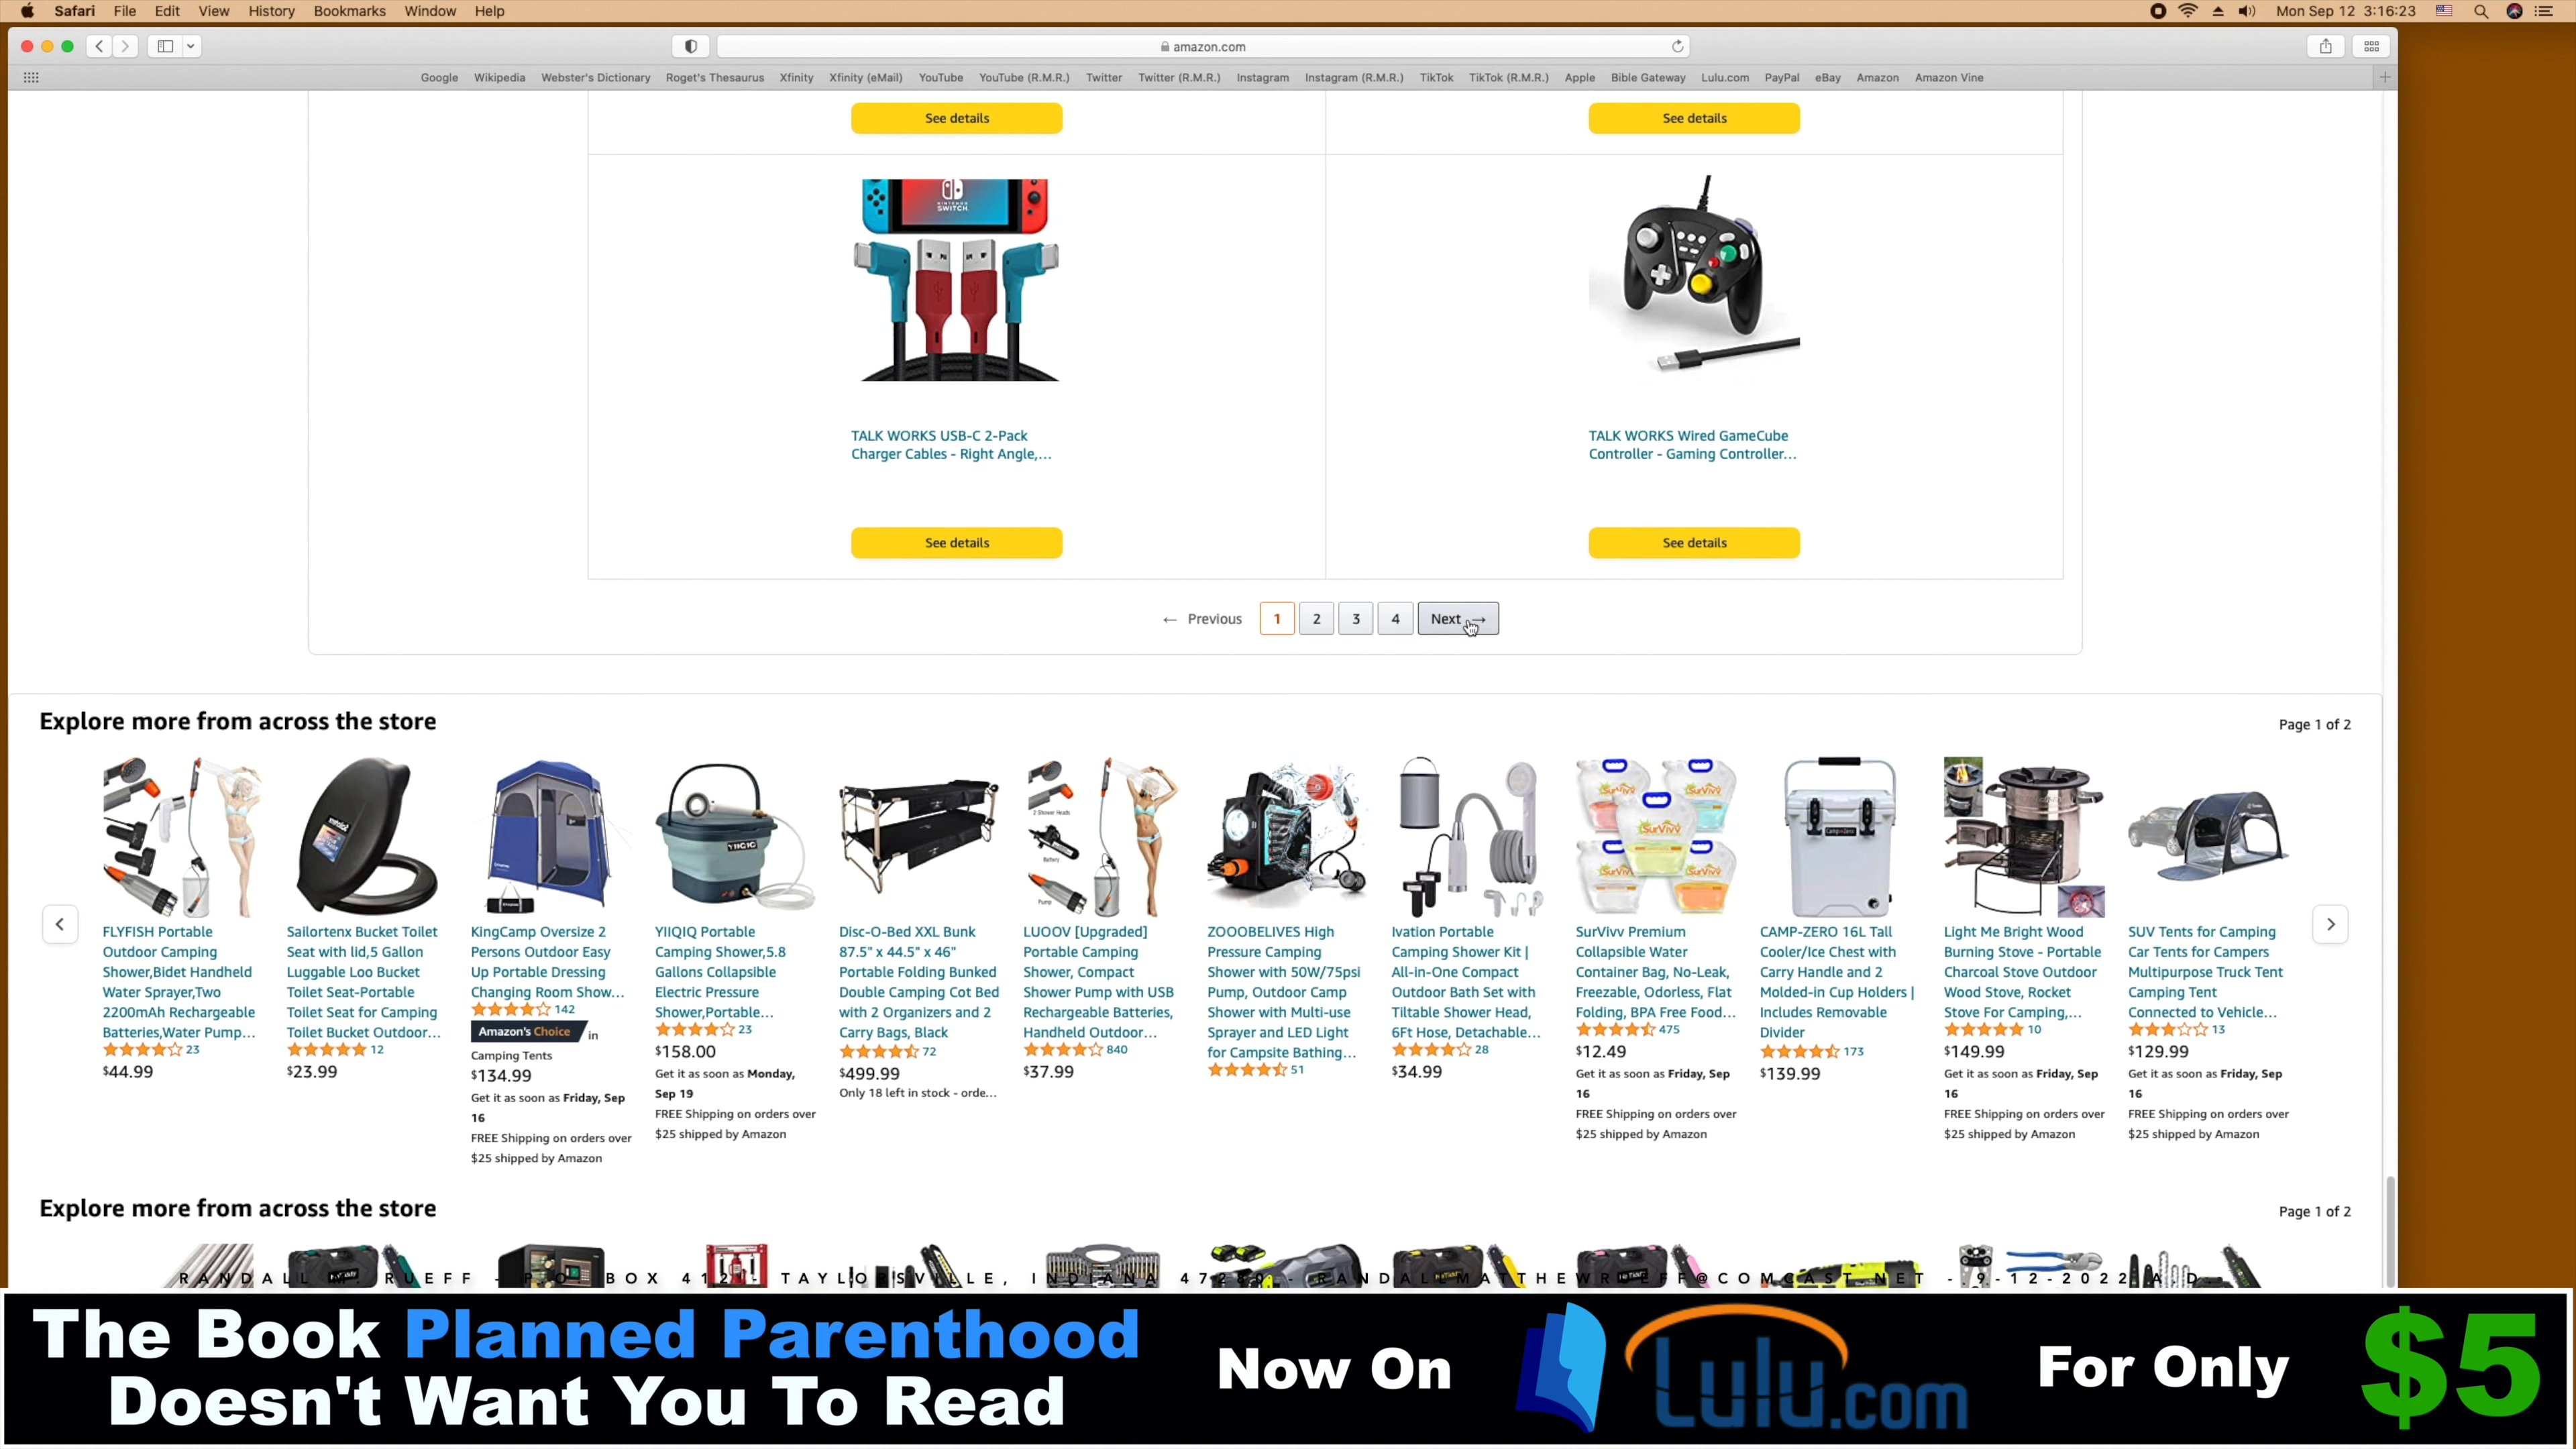 Safari File Edit View History Bookmarks Window Help Mon Sep 12 3:16:23
amazon.com
Google Wikipedia Webster's Dictionary Roget's Thesaurus Xfinity Xfinity (eMail) YouTube YouTube (R.M.R.) Twitter Twitter (R.M.R.) Instagram Instagram (R.M.R.) TikTok TikTok (R.M.R.) Apple Bible Gateway Lulu.com PayPal eBay Amazon Amazon Vine
See details See details
NINTENDO
SWITCH
TALK WORKS USB-C 2-Pack
Charger Cables - Right Angle,...
TALK WORKS Wired GameCube
Controller - Gaming Controller...
See details See details
← Previous 1 2 3 4 Next →
Explore more from across the store Page 1 of 2
FLYFISH Portable
Outdoor Camping
Shower,Bidet Handheld
Water Sprayer,Two
2200mAh Rechargeable
Batteries,Water Pump...
23
$44.99
Sailortenx Bucket Toilet
Seat with lid,5 Gallon
Luggable Loo Bucket
Toilet Seat-Portable
Toilet Seat for Camping
Toilet Bucket Outdoor...
12
$23.99
KingCamp Oversize 2
Persons Outdoor Easy
Up Portable Dressing
Changing Room Show...
142
Amazon's Choice in
Camping Tents
$134.99
Get it as soon as Friday, Sep
16
FREE Shipping on orders over
$25 shipped by Amazon
YIIQIQ
YIIQIQ Portable
Camping Shower,5.8
Gallons Collapsible
Electric Pressure
Shower,Portable...
23
$158.00
Get it as soon as Monday,
Sep 19
FREE Shipping on orders over
$25 shipped by Amazon
Disc-O-Bed XXL Bunk
87.5" x 44.5" x 46"
Portable Folding Bunked
Double Camping Cot Bed
with 2 Organizers and 2
Carry Bags, Black
72
$499.99
Only 18 left in stock - orde...
2 Shower Heads
Battery
Pump
LUOOV [Upgraded]
Portable Camping
Shower, Compact
Shower Pump with USB
Rechargeable Batteries,
Handheld Outdoor...
840
$37.99
ZOOOBELIVES High
Pressure Camping
Shower with 50W/75psi
Pump, Outdoor Camp
Shower with Multi-use
Sprayer and LED Light
for Campsite Bathing...
51
Ivation Portable
Camping Shower Kit |
All-in-One Compact
Outdoor Bath Set with
Tiltable Shower Head,
6Ft Hose, Detachable...
28
$34.99
SurVivv
SurVivv Premium
Collapsible Water
Container Bag, No-Leak,
Freezable, Odorless, Flat
Folding, BPA Free Food...
475
$12.49
Get it as soon as Friday, Sep
16
FREE Shipping on orders over
$25 shipped by Amazon
CAMP-ZERO 16L Tall
Cooler/Ice Chest with
Carry Handle and 2
Molded-in Cup Holders |
Includes Removable
Divider
173
$139.99
Light Me Bright Wood
Burning Stove - Portable
Charcoal Stove Outdoor
Wood Stove, Rocket
Stove For Camping,...
10
$149.99
Get it as soon as Friday, Sep
16
FREE Shipping on orders over
$25 shipped by Amazon
SUV Tents for Camping
Car Tents for Campers
Multipurpose Truck Tent
Camping Tent
Connected to Vehicle...
13
$129.99
Get it as soon as Friday, Sep
16
FREE Shipping on orders over
$25 shipped by Amazon
Explore more from across the store Page 1 of 2
RANDALL M. RUEFF - P.O. BOX 412 - TAYLORSVILLE, INDIANA 47280 - RANDALLMATTHEWRUEFF@COMCAST.NET - 9-12-2022 A.D.
The Book Planned Parenthood
Doesn't Want You To Read
Now On
Lulu.com
For Only
$5